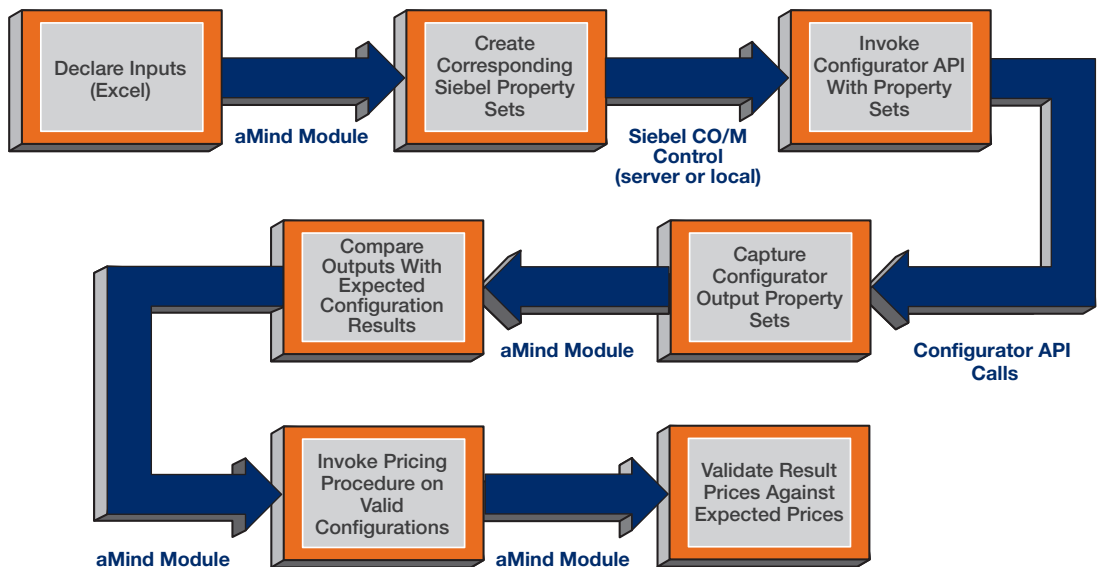 Declare Inputs
(Excel)
aMind Module
Create
Corresponding
Siebel Property
Sets
Siebel CO/M
Control
(server or local)
Invoke
Configurator API
With Property
Sets
Configurator API
Calls
Capture
Configurator
Output Property
Sets
aMind Module
Compare
Outputs With
Expected
Configuration
Results
aMind Module
Invoke Pricing
Procedure on
Valid
Configurations
aMind Module
Validate Result
Prices Against
Expected Prices